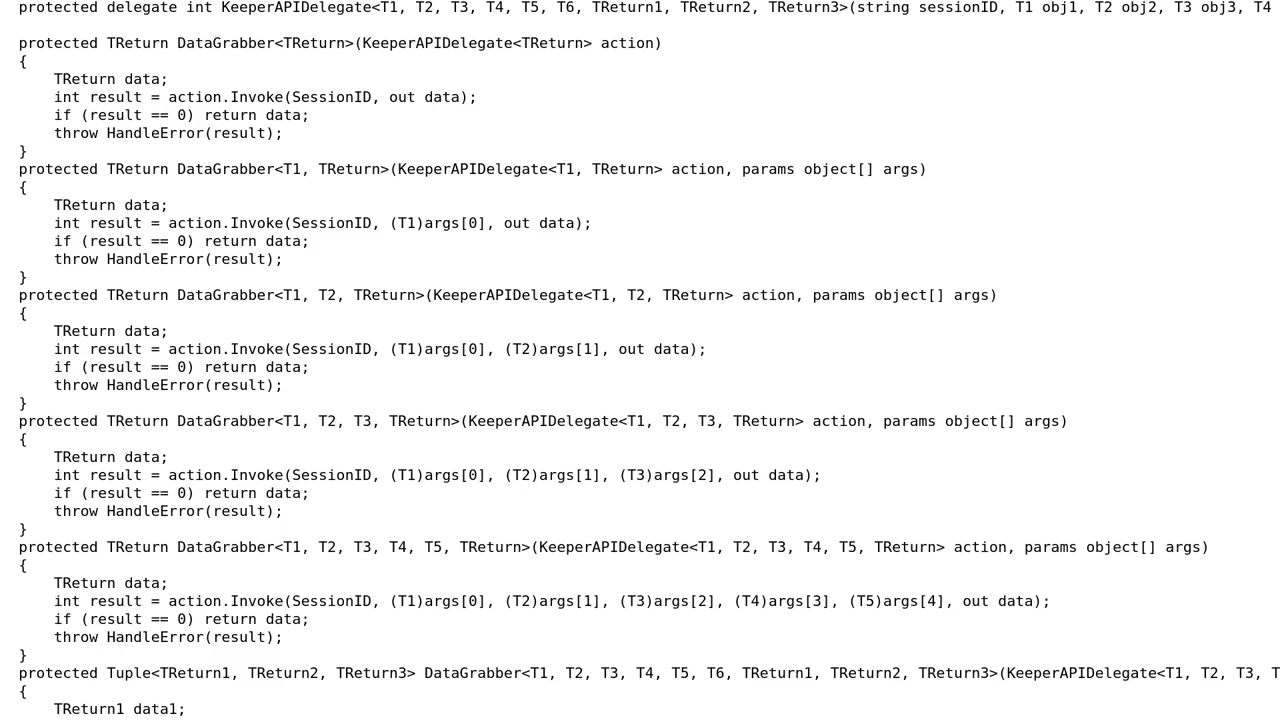 protected delegate int KeeperAPIDelegate<T1, T2, T3, T4, T5, T6, TReturn1, TReturn2, TReturn3>(string sessionID, T1 obj1, T2 obj2, T3 obj3, T4
protected TReturn DataGrabber<TReturn>(KeeperAPIDelegate<TReturn> action)
{
    TReturn data;
    int result = action.Invoke(SessionID, out data);
    if (result == 0) return data;
    throw HandleError(result);
}
protected TReturn DataGrabber<T1, TReturn>(KeeperAPIDelegate<T1, TReturn> action, params object[] args)
{
    TReturn data;
    int result = action.Invoke(SessionID, (T1)args[0], out data);
    if (result == 0) return data;
    throw HandleError(result);
}
protected TReturn DataGrabber<T1, T2, TReturn>(KeeperAPIDelegate<T1, T2, TReturn> action, params object[] args)
{
    TReturn data;
    int result = action.Invoke(SessionID, (T1)args[0], (T2)args[1], out data);
    if (result == 0) return data;
    throw HandleError(result);
}
protected TReturn DataGrabber<T1, T2, T3, TReturn>(KeeperAPIDelegate<T1, T2, T3, TReturn> action, params object[] args)
{
    TReturn data;
    int result = action.Invoke(SessionID, (T1)args[0], (T2)args[1], (T3)args[2], out data);
    if (result == 0) return data;
    throw HandleError(result);
}
protected TReturn DataGrabber<T1, T2, T3, T4, T5, TReturn>(KeeperAPIDelegate<T1, T2, T3, T4, T5, TReturn> action, params object[] args)
{
    TReturn data;
    int result = action.Invoke(SessionID, (T1)args[0], (T2)args[1], (T3)args[2], (T4)args[3], (T5)args[4], out data);
    if (result == 0) return data;
    throw HandleError(result);
}
protected Tuple<TReturn1, TReturn2, TReturn3> DataGrabber<T1, T2, T3, T4, T5, T6, TReturn1, TReturn2, TReturn3>(KeeperAPIDelegate<T1, T2, T3, T
{
    TReturn1 data1;